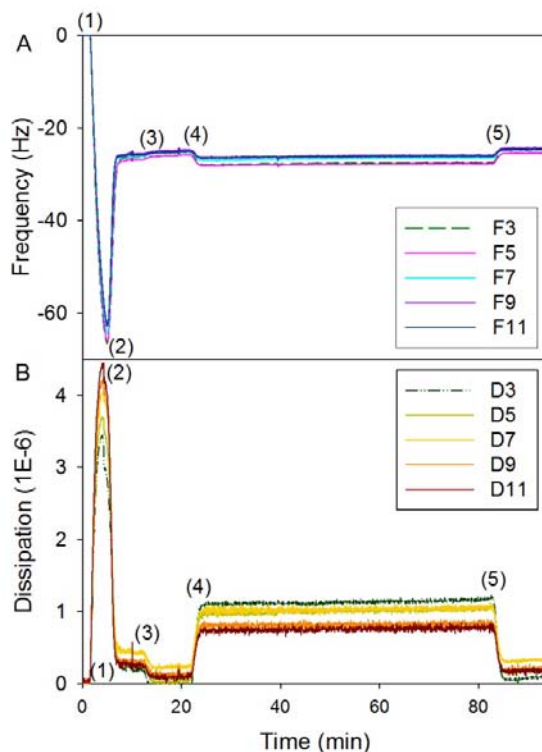 A
(1)
0
-20
-40
-60
Frequency (Hz)
(3)
(4)
(5)
(2)
F3
F5
F7
F9
F11
B
(2)
4
3
2
1
0
Dissipation (1E-6)
(1)
(3)
(4)
(5)
D3
D5
D7
D9
D11
0 20 40 60 80
Time (min)